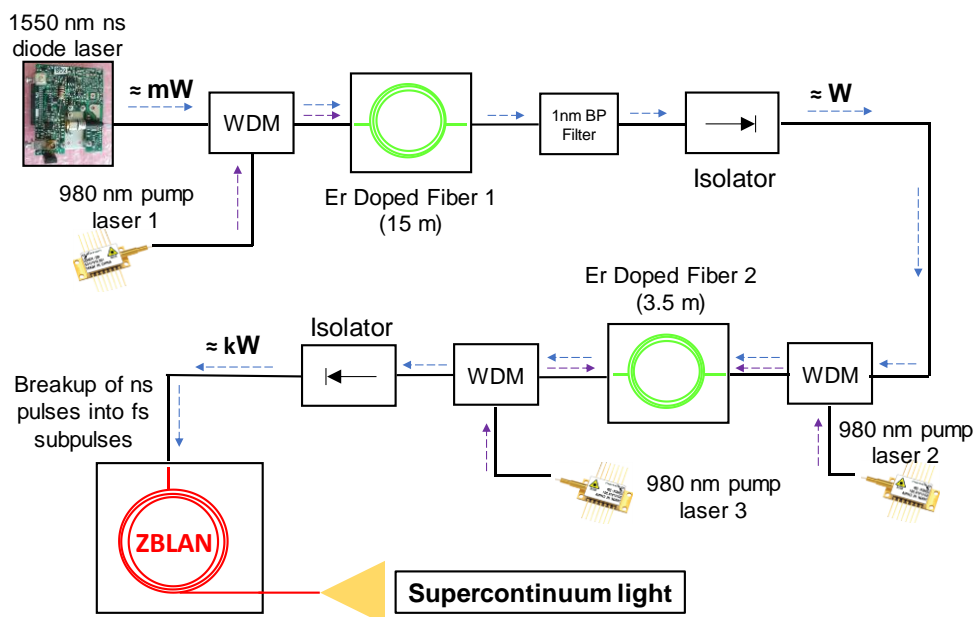 1550 nm ns
diode laser
≈ mW
WDM
1nm BP
Filter
≈ W
Isolator
Er Doped Fiber 1
(15 m)
980 nm pump
laser 1
Er Doped Fiber 2
(3.5 m)
Isolator
≈ kW
WDM
WDM
Breakup of ns
pulses into fs
subpulses
980 nm pump
laser 2
980 nm pump
laser 3
ZBLAN
Supercontinuum light